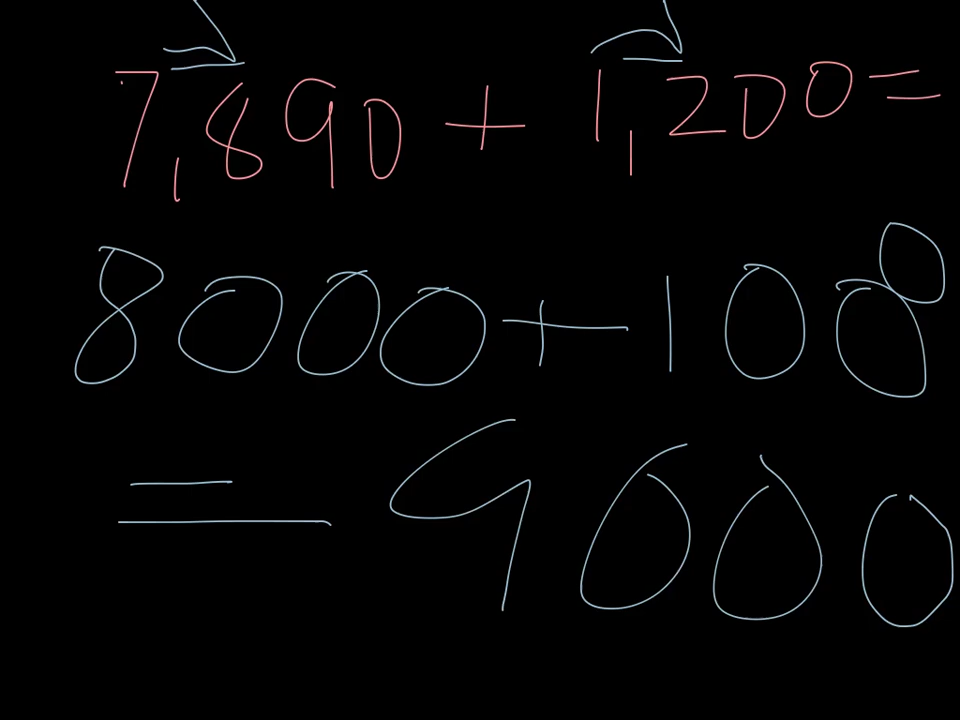 7,890 + 1,200 =
8000 + 1000
= 9000